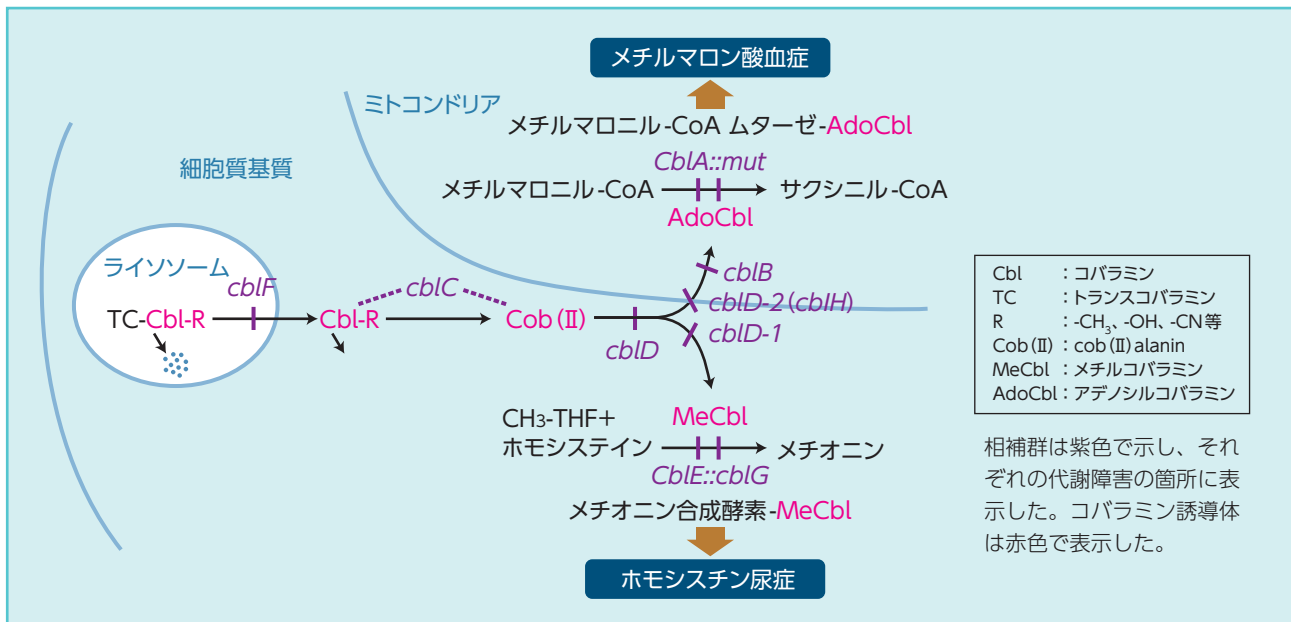 メチルマロン酸血症
ミトコンドリア
メチルマロニル-CoA ムターゼ-AdoCbl
細胞質基質
CblA::mut
メチルマロニル-CoA
サクシニル-CoA
AdoCbl
ライソソーム
cblF
cblC
cblB
cblD-2(cblH)
TC-Cbl-R
Cbl-R
Cob(Ⅱ)
cblD
cblD-1
CH3-THF+
ホモシステイン
MeCbl
メチオニン
CblE::cblG
メチオニン合成酵素-MeCbl
ホモシスチン尿症
Cbl :コバラミン
TC :トランスコバラミン
R :-CH₃、-OH、-CN等
Cob(Ⅱ):cob(Ⅱ)alanin
MeCbl :メチルコバラミン
AdoCbl:アデノシルコバラミン
相補群は紫色で示し、それ
ぞれの代謝障害の箇所に表
示した。コバラミン誘導体
は赤色で表示した。